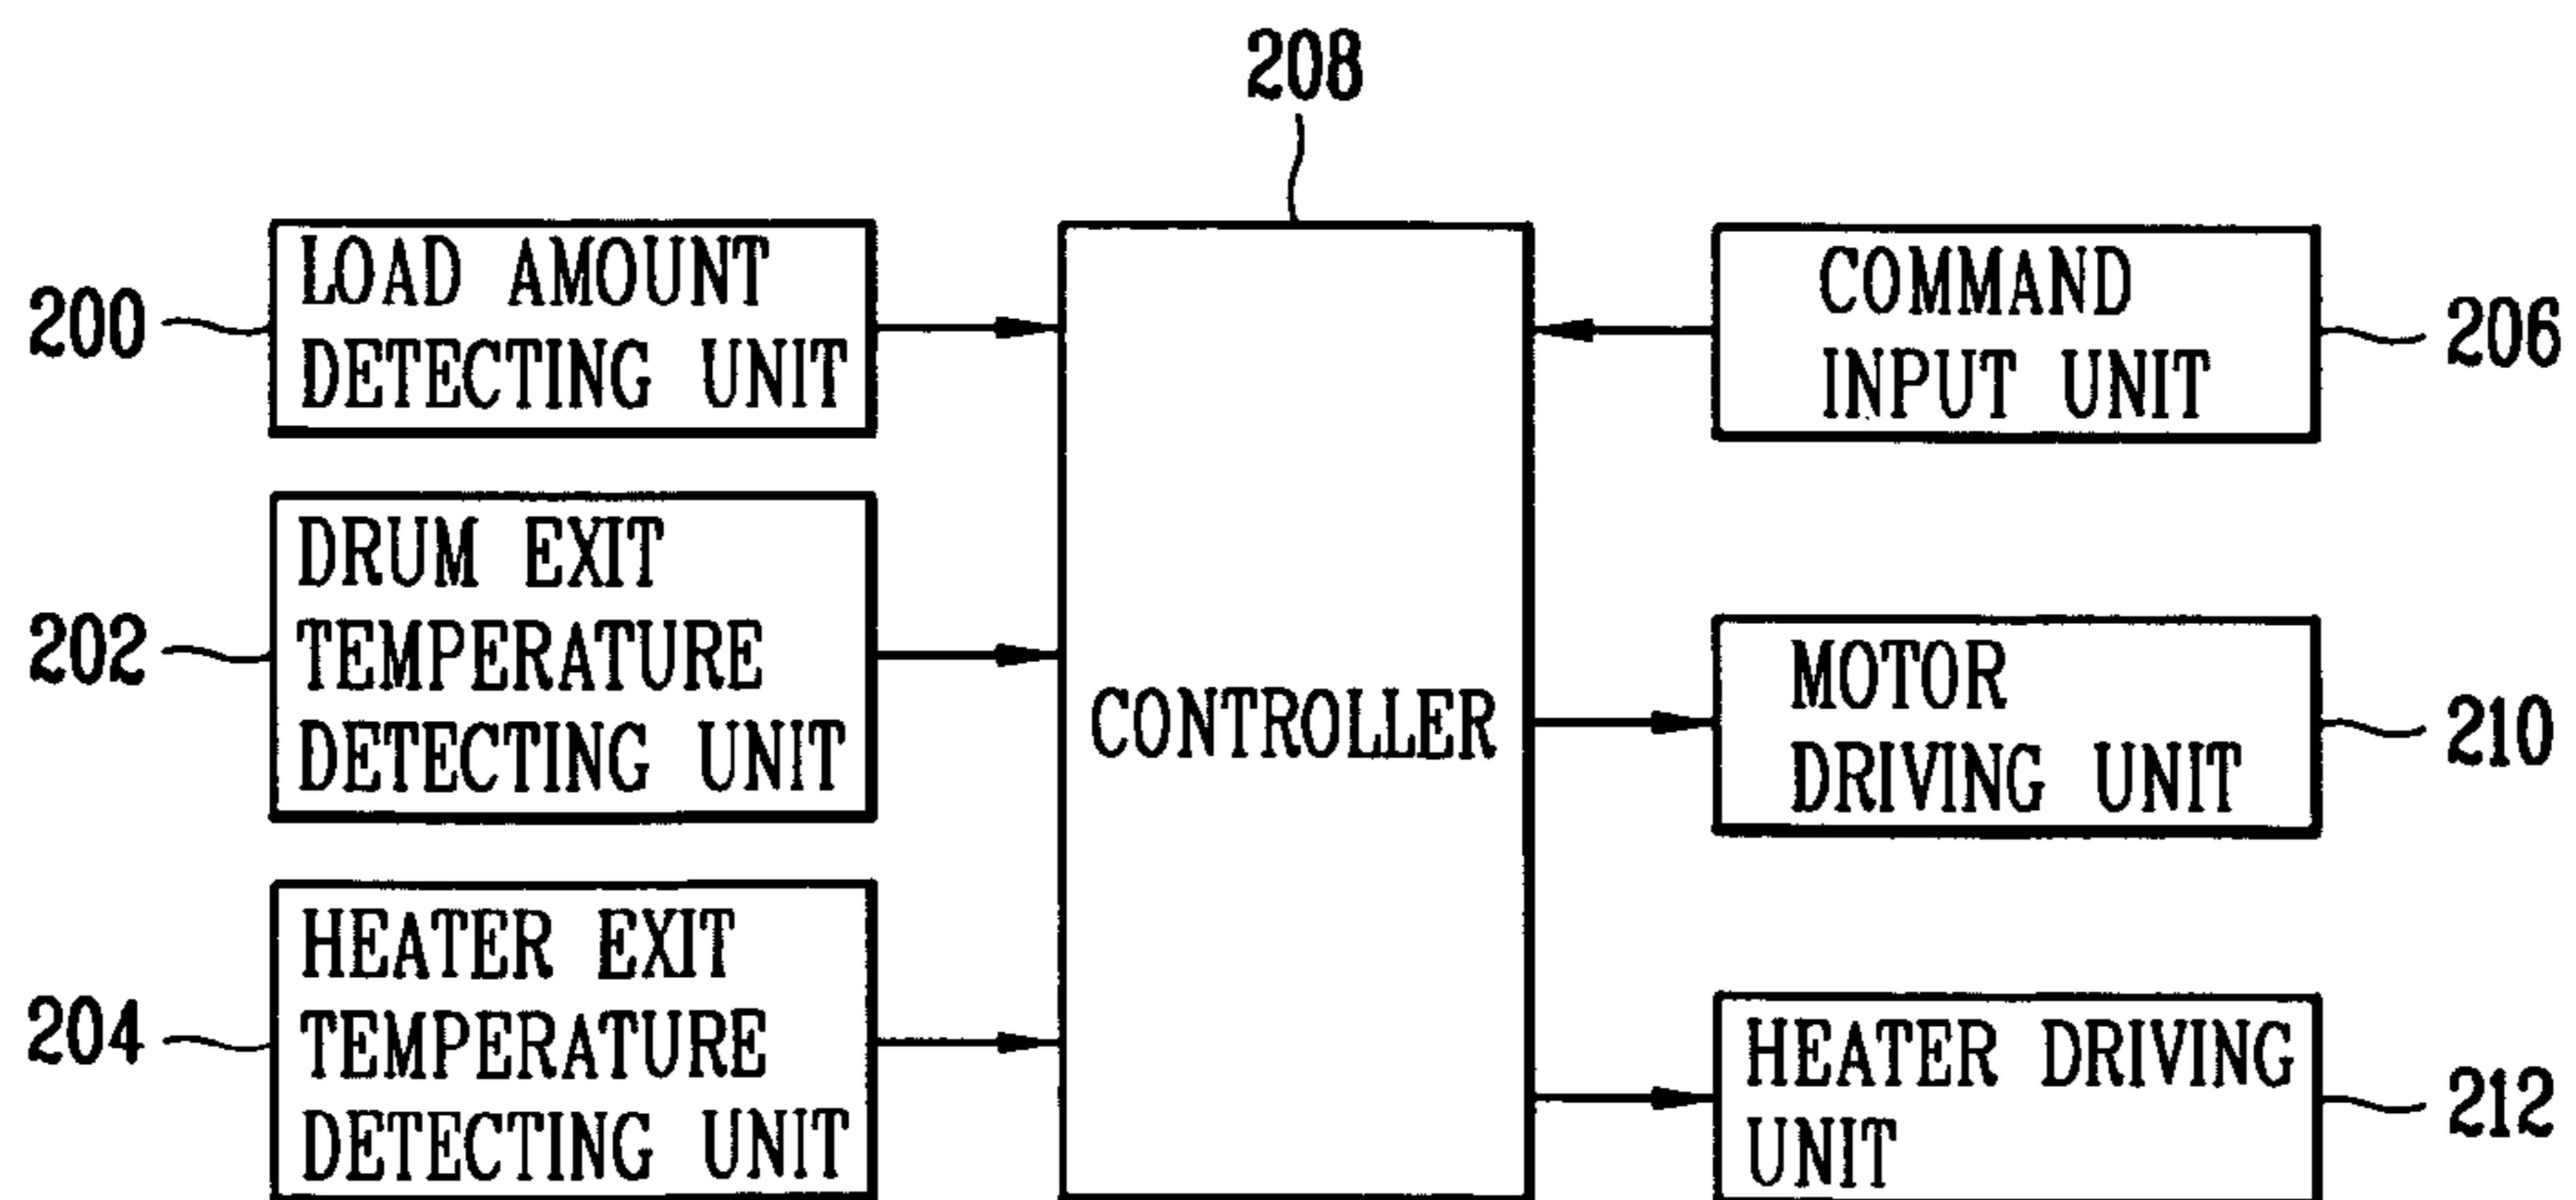 208
200
LOAD AMOUNT
DETECTING UNIT
COMMAND
INPUT UNIT
206
202
DRUM EXIT
TEMPERATURE
DETECTING UNIT
CONTROLLER
MOTOR
DRIVING UNIT
210
204
HEATER EXIT
TEMPERATURE
DETECTING UNIT
HEATER DRIVING
UNIT
212